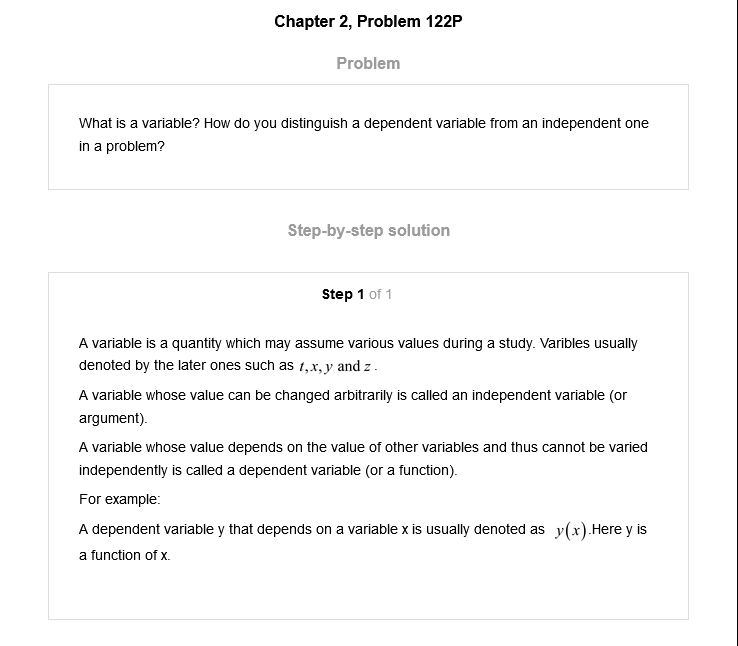 Chapter 2, Problem 122P
Problem
What is a variable? How do you distinguish a dependent variable from an independent one
in a problem?
Step-by-step solution
Step 1 of 1
A variable is a quantity which may assume various values during a study. Varibles usually
denoted by the later ones such as t, x, y and z .
A variable whose value can be changed arbitrarily is called an independent variable (or
argument).
A variable whose value depends on the value of other variables and thus cannot be varied
independently is called a dependent variable (or a function).
For example:
A dependent variable y that depends on a variable x is usually denoted as y(x).Here y is
a function of x.